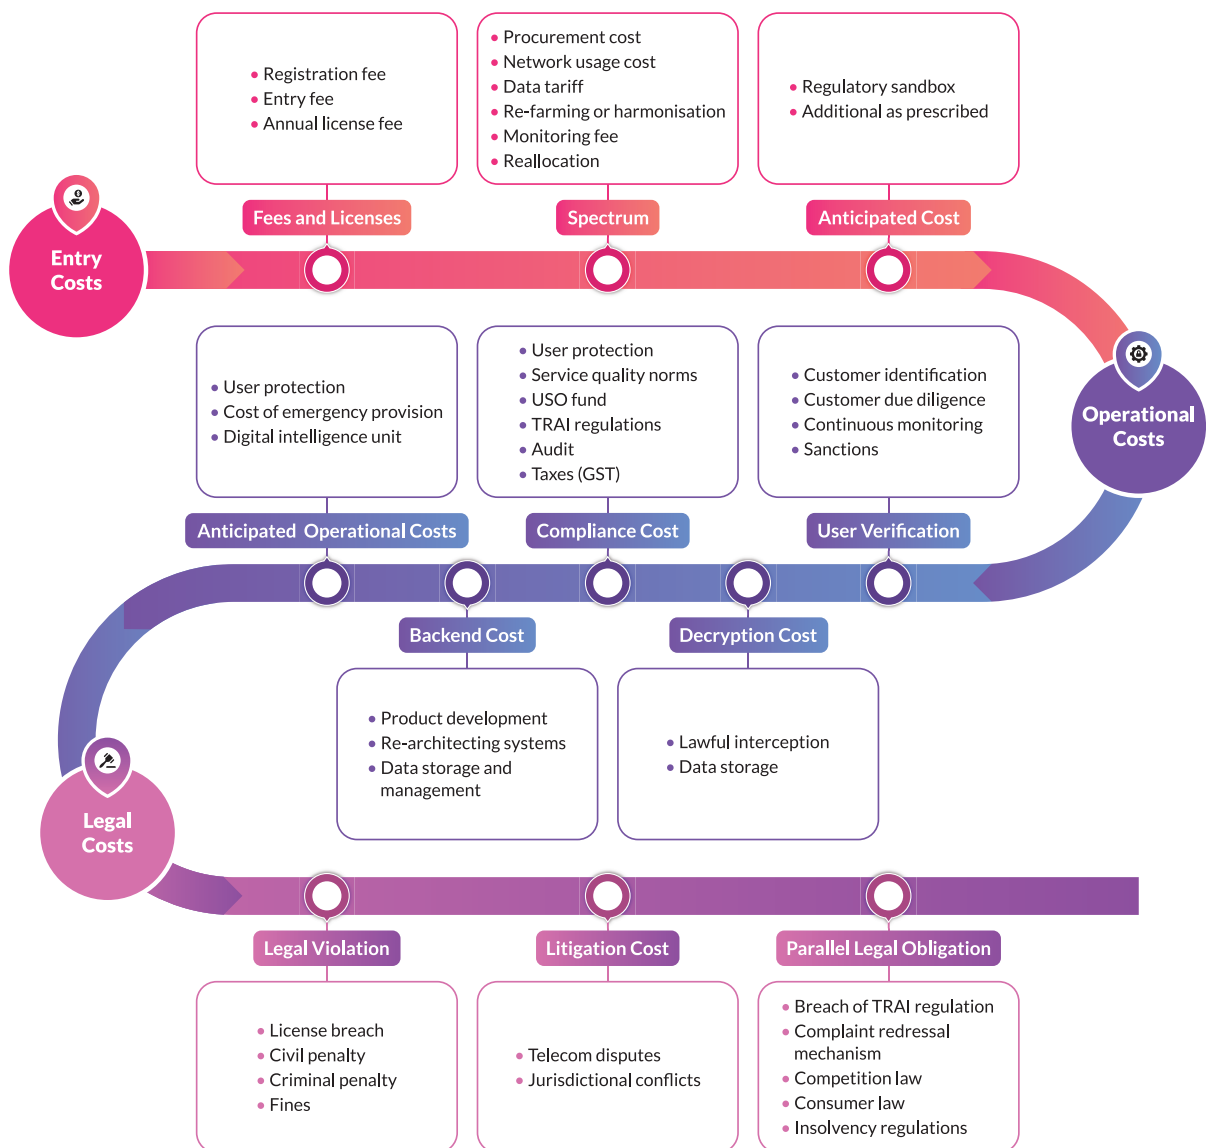 Registration fee
Entry fee
Annual license fee
Procurement cost
Network usage cost
Data tariff
Re-farming or harmonisation
Monitoring fee
Reallocation
Regulatory sandbox
Additional as prescribed
Fees and Licenses
Spectrum
Anticipated Cost
Entry
Costs
User protection
Cost of emergency provision
Digital intelligence unit
User protection
Service quality norms
USO fund
TRAI regulations
Audit
Taxes (GST)
Customer identification
Customer due diligence
Continuous monitoring
Sanctions
Operational
Costs
Anticipated Operational Costs
Compliance Cost
User Verification
Backend Cost
Decryption Cost
Product development
Re-architecting systems
Data storage and
management
Lawful interception
Data storage
Legal
Costs
Legal Violation
Litigation Cost
Parallel Legal Obligation
License breach
Civil penalty
Criminal penalty
Fines
Telecom disputes
Jurisdictional conflicts
Breach of TRAI regulation
Complaint redressal
mechanism
Competition law
Consumer law
Insolvency regulations